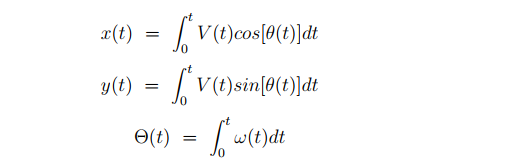 x(t) = ∫₀ᵗ V(t)cos[θ(t)]dt
y(t) = ∫₀ᵗ V(t)sin[θ(t)]dt
Θ(t) = ∫₀ᵗ ω(t)dt